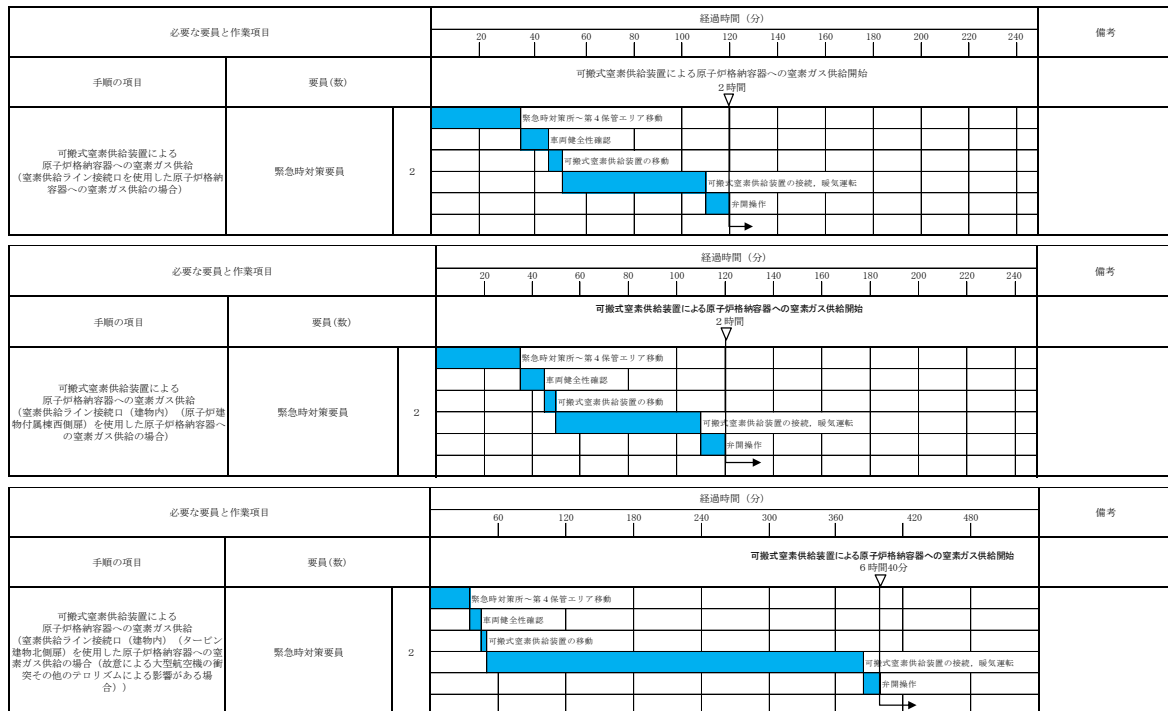 必要な要員と作業項目
経過時間（分）
備考
20 40 60 80 100 120 140 160 180 200 220 240
手順の項目
要員(数)
可搬式窒素供給装置による原子炉格納容器への窒素ガス供給開始
2時間
可搬式窒素供給装置による
原子炉格納容器への窒素ガス供給
（窒素供給ライン接続口を使用した原子炉格納
容器への窒素ガス供給の場合）
緊急時対策要員
2
緊急時対策所～第４保管エリア移動
車両健全性確認
可搬式窒素供給装置の移動
可搬式窒素供給装置の接続，暖気運転
弁開操作
必要な要員と作業項目
経過時間（分）
備考
20 40 60 80 100 120 140 160 180 200 220 240
手順の項目
要員(数)
可搬式窒素供給装置による原子炉格納容器への窒素ガス供給開始
2時間
可搬式窒素供給装置による
原子炉格納容器への窒素ガス供給
（窒素供給ライン接続口（建物内）（原子炉建
物付属棟西側扉）を使用した原子炉格納容器へ
の窒素ガス供給の場合）
緊急時対策要員
2
緊急時対策所～第４保管エリア移動
車両健全性確認
可搬式窒素供給装置の移動
可搬式窒素供給装置の接続，暖気運転
弁開操作
必要な要員と作業項目
経過時間（分）
備考
60 120 180 240 300 360 420 480
手順の項目
要員(数)
可搬式窒素供給装置による原子炉格納容器への窒素ガス供給開始
6時間40分
可搬式窒素供給装置による
原子炉格納容器への窒素ガス供給
（窒素供給ライン接続口（建物内）（タービン
建物北側扉）を使用した原子炉格納容器への窒
素ガス供給の場合（故意による大型航空機の衝
突その他のテロリズムによる影響がある場
合））
緊急時対策要員
2
緊急時対策所～第４保管エリア移動
車両健全性確認
可搬式窒素供給装置の移動
可搬式窒素供給装置の接続，暖気運転
弁開操作